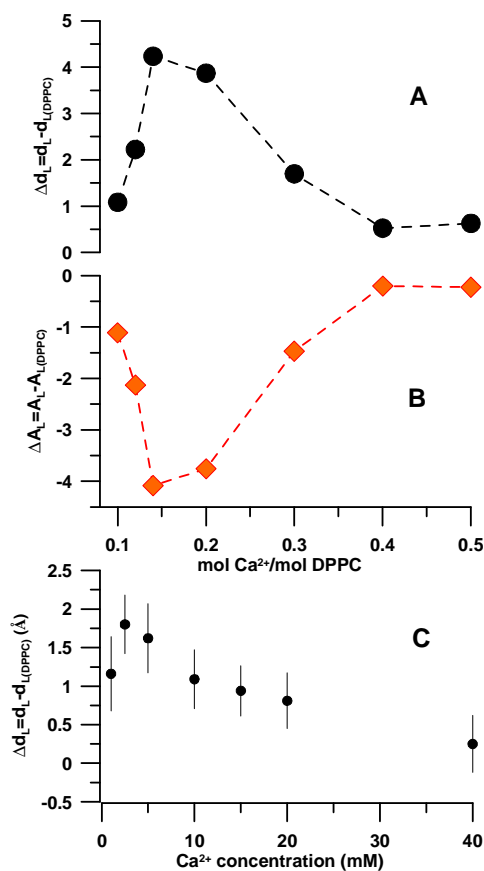 5
4
3
2
1
0
Δd_L=d_L-d_L(DPPC)
A
0
-1
-2
-3
-4
ΔA_L=A_L-A_L(DPPC)
B
0.1 0.2 0.3 0.4 0.5
mol Ca²⁺/mol DPPC
2.5
2
1.5
1
0.5
0
-0.5
Δd_L=d_L-d_L(DPPC) (Å)
C
0 10 20 30 40
Ca²⁺ concentration (mM)